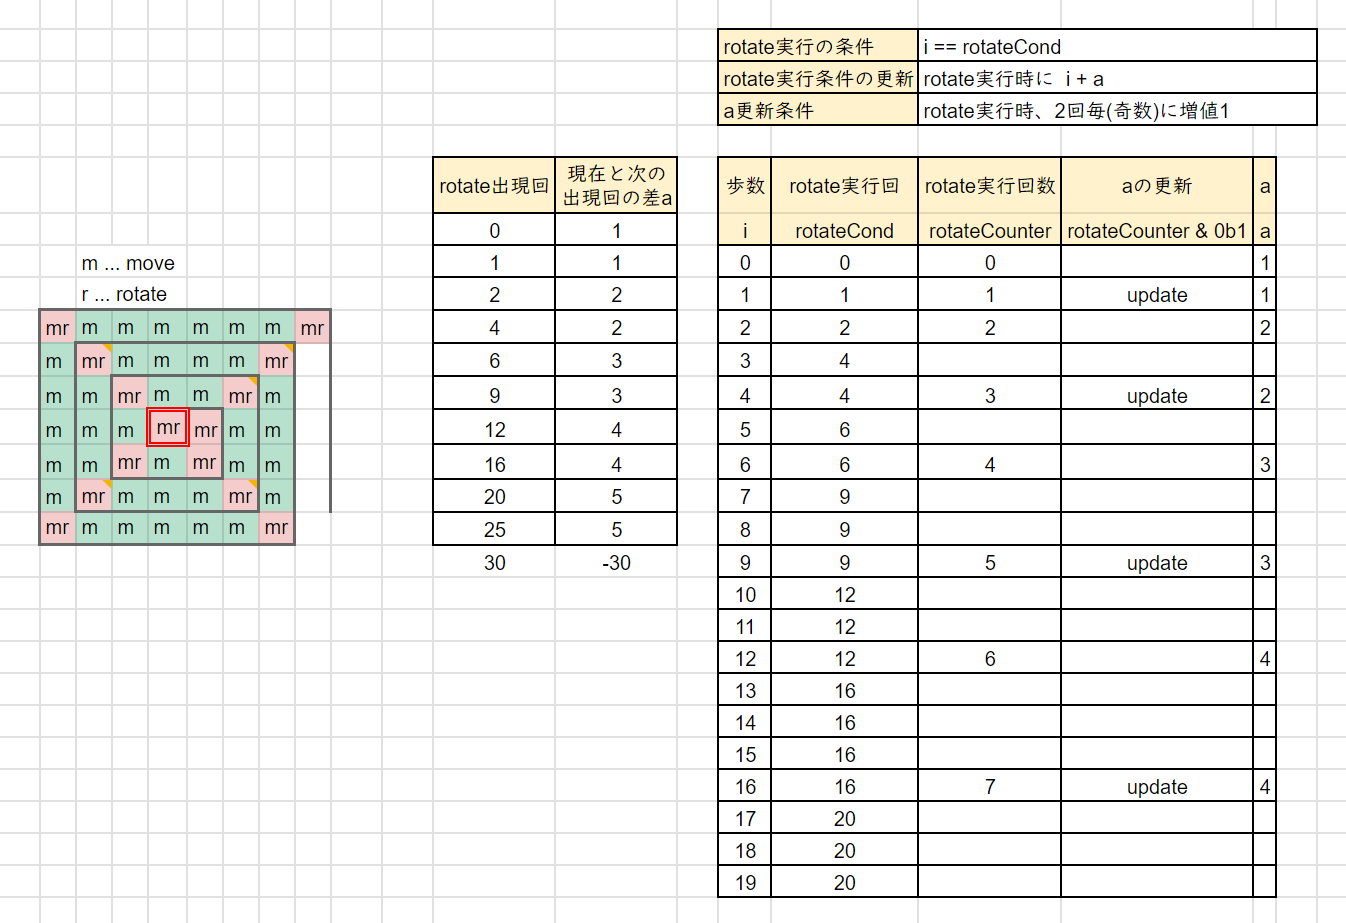 rotate実行の条件 i == rotateCond
rotate実行条件の更新 rotate実行時に i + a
a更新条件 rotate実行時、2回毎(奇数)に増値1
m ... move
r ... rotate
mr m m m m m m mr
m mr m m m m mr
m m mr m m mr m
m m m mr mr m m
m m mr m mr m m
m mr m m m mr m
mr m m m m m mr
rotate出現回 現在と次の
出現回の差a
0 1
1 1
2 2
4 2
6 3
9 3
12 4
16 4
20 5
25 5
30 -30
歩数 rotate実行回 rotate実行回数 aの更新 a
i rotateCond rotateCounter rotateCounter & 0b1 a
0 0 0 1
1 1 1 update 1
2 2 2 2
3 4
4 4 3 update 2
5 6
6 6 4 3
7 9
8 9
9 9 5 update 3
10 12
11 12
12 12 6 4
13 16
14 16
15 16
16 16 7 update 4
17 20
18 20
19 20